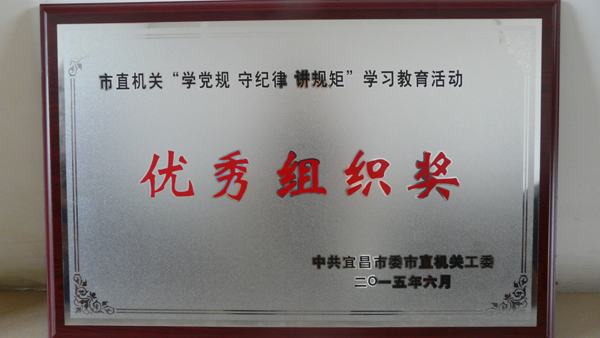 市直机关“学党规 守纪律 讲规矩”学习教育活动
优秀组织奖
中共宜昌市委市直机关工委
二〇一五年六月